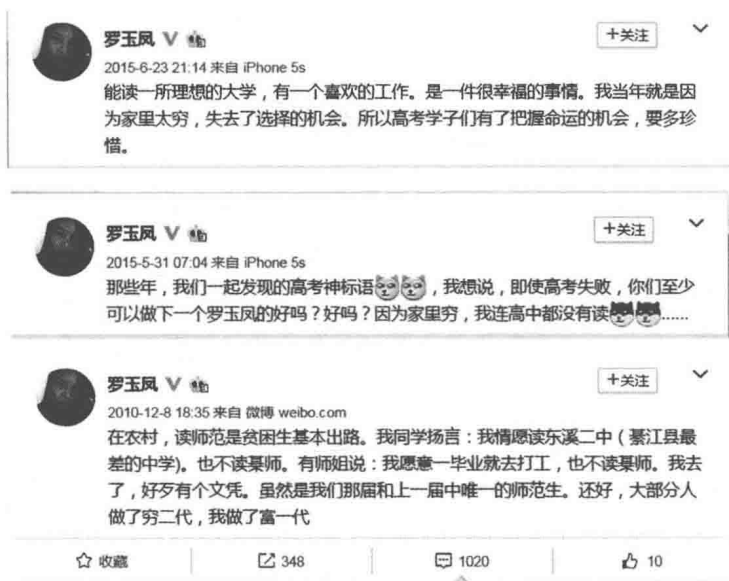 罗玉凤 V
+关注
2015-6-23 21:14 来自 iPhone 5s
能读一所理想的大学，有一个喜欢的工作。是一件很幸福的事情。我当年就是因
为家里太穷，失去了选择的机会。所以高考学子们有了把握命运的机会，要多珍
惜。
罗玉凤 V
+关注
2015-5-31 07:04 来自 iPhone 5s
那些年，我们一起发现的高考神标语，我想说，即使高考失败，你们至少
可以做下一个罗玉凤的好吗？好吗？因为家里穷，我连高中都没有读……
罗玉凤 V
+关注
2010-12-8 18:35 来自 微博 weibo.com
在农村，读师范是贫困生基本出路。我同学扬言：我情愿读东溪二中（綦江县最
差的中学)。也不读綦师。有师姐说：我愿意一毕业就去打工，也不读綦师。我去
了，好歹有个文凭。虽然是我们那届和上一届中唯一的师范生。还好，大部分人
做了穷二代，我做了富一代
收藏 348 1020 10